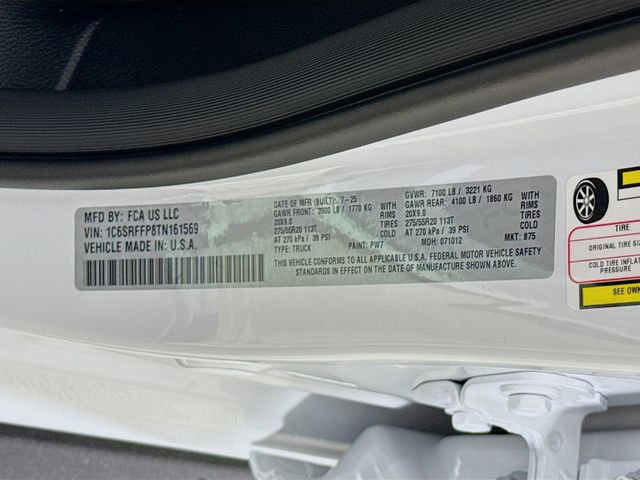 MFD BY: FCA US LLC
VIN: 1C6SRFFP8TN161569
VEHICLE MADE IN U.S.A.
DATE OF MFR (BUILT): 7-25
GAWR FRONT: 3900 LB / 1770 KG WITH
20X9.0 RIMS
275/55R20 113T TIRES
AT 270 kPa / 39 PSI COLD
TYPE: TRUCK PAINT: PW7
GVWR: 7100 LB / 3221 KG
GAWR REAR: 4100 LB / 1860 KG WITH
20X9.0 RIMS
275/55R20 113T TIRES
AT 270 kPa / 39 PSI COLD
MDH: 071012 MKT: 875
THIS VEHICLE CONFORMS TO ALL APPLICABLE U.S.A. FEDERAL MOTOR VEHICLE SAFETY
STANDARDS IN EFFECT ON THE DATE OF MANUFACTURE SHOWN ABOVE.
TIRE
ORIGINAL TIRE SIZE
COLD TIRE INFLAT
PRESSURE
SEE OWN